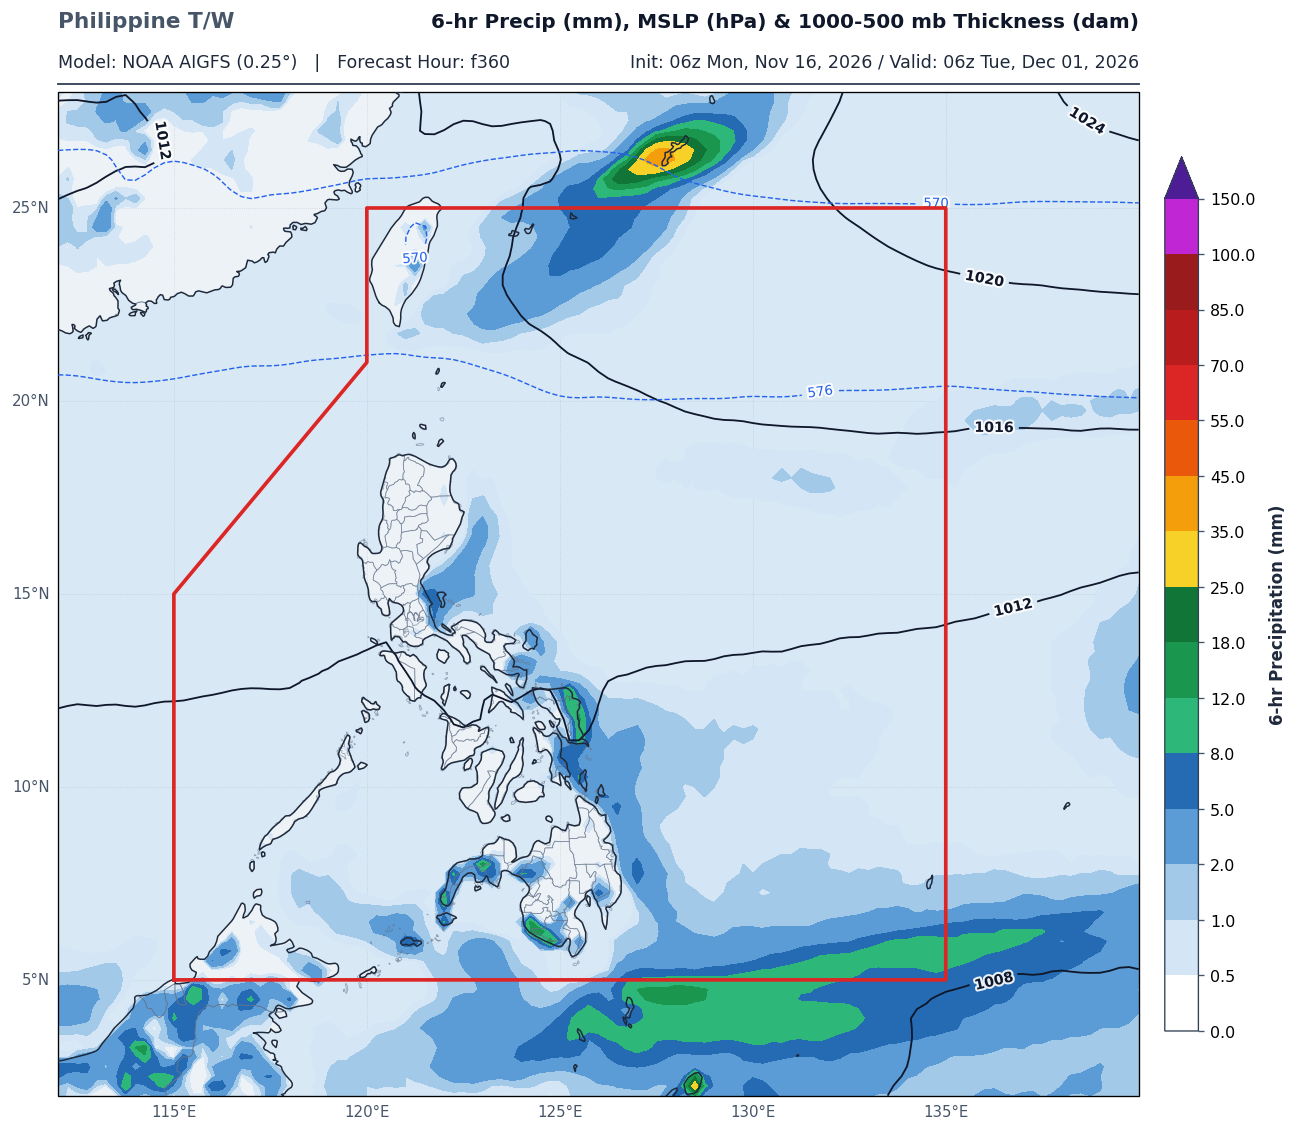 Philippine T/W
6-hr Precip (mm), MSLP (hPa) & 1000-500 mb Thickness (dam)
Model: NOAA AIGFS (0.25°) | Forecast Hour: f360
Init: 06z Mon, Nov 16, 2026 / Valid: 06z Tue, Dec 01, 2026
1024
1012
570
570
1020
576
1016
1012
1008
25°N
20°N
15°N
10°N
5°N
115°E
120°E
125°E
130°E
135°E
150.0
100.0
85.0
70.0
55.0
45.0
35.0
25.0
18.0
12.0
8.0
5.0
2.0
1.0
0.5
0.0
6-hr Precipitation (mm)